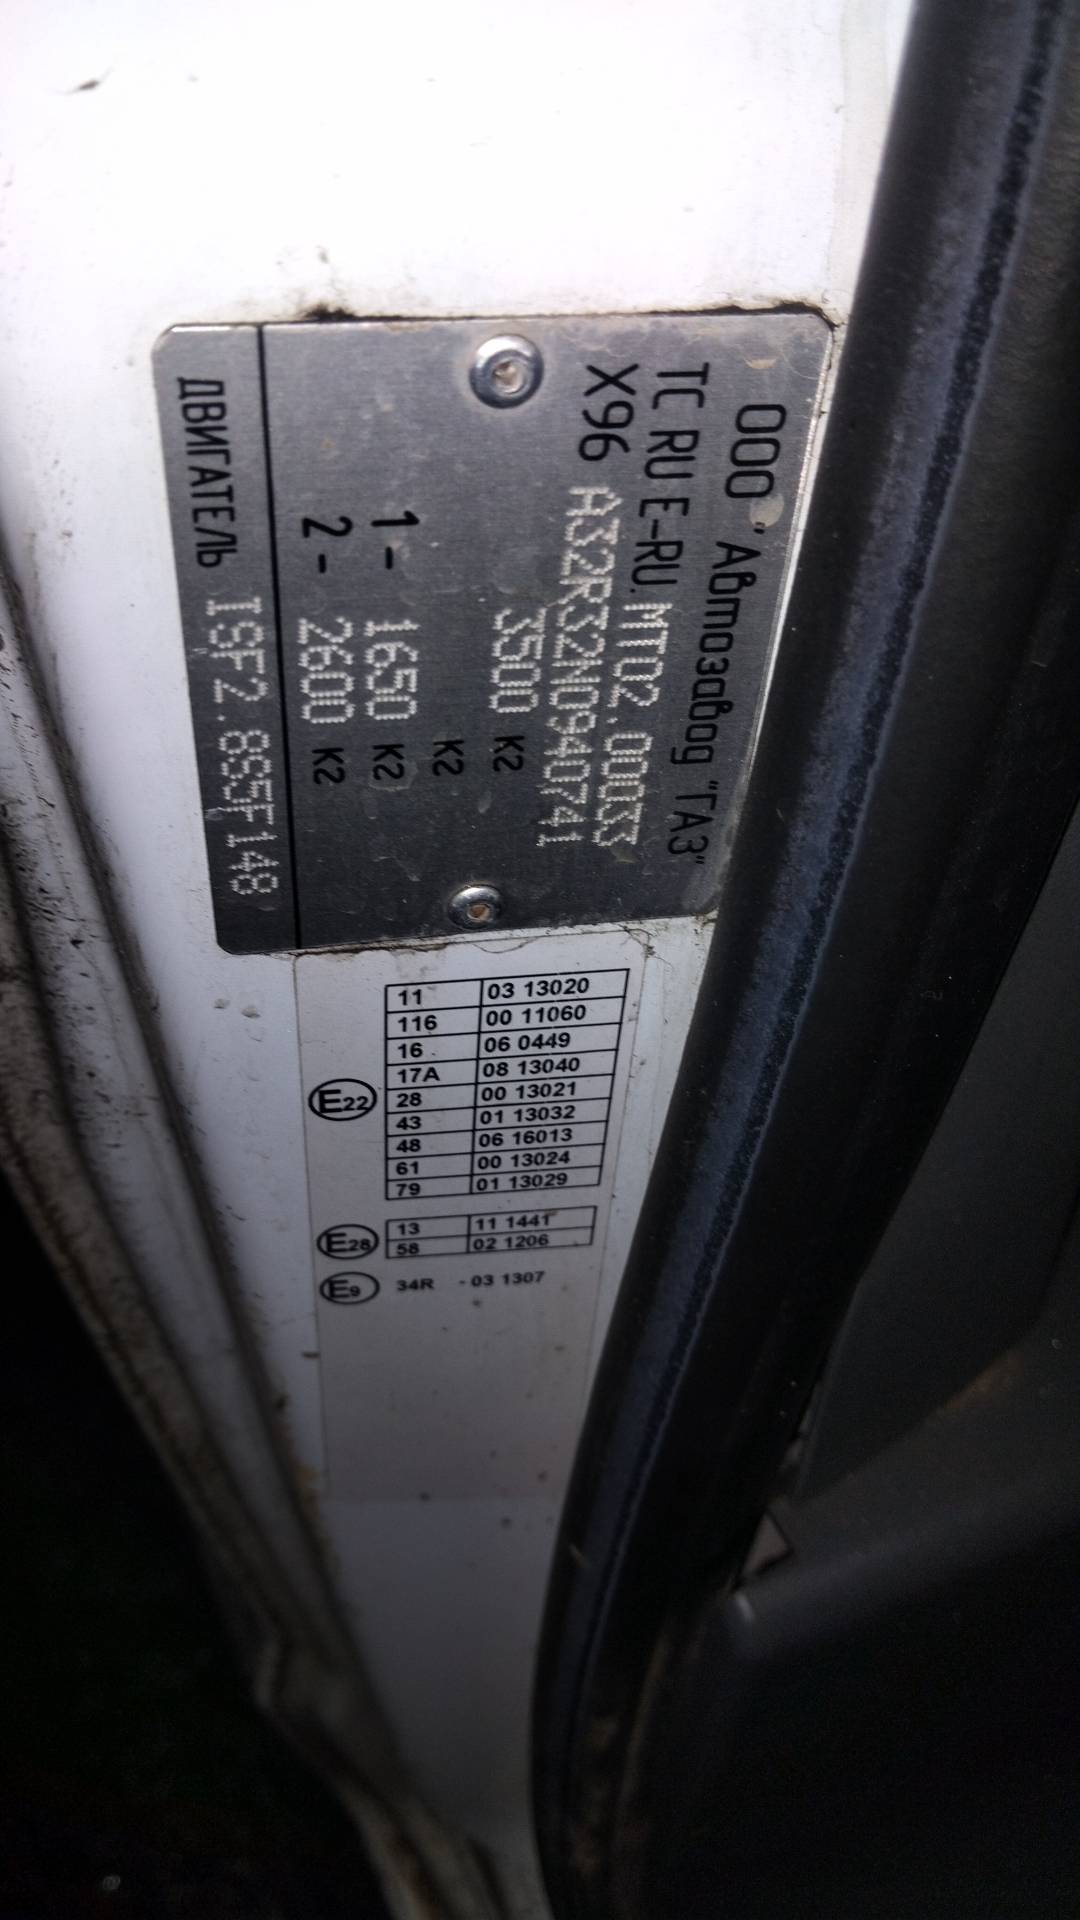 ООО "Автозавод "ГАЗ"
ТС RU E-RU.МТ02.00033
X96 A32R32N0940741
3500 кг
кг
1- 1650 кг
2- 2600 кг
ДВИГАТЕЛЬ ISF2.8S5F148
E22
11 03 13020
116 00 11060
16 06 0449
17A 08 13040
28 00 13021
43 01 13032
48 06 16013
61 00 13024
79 01 13029
E28
13 11 1441
58 02 1206
E9 34R - 03 1307